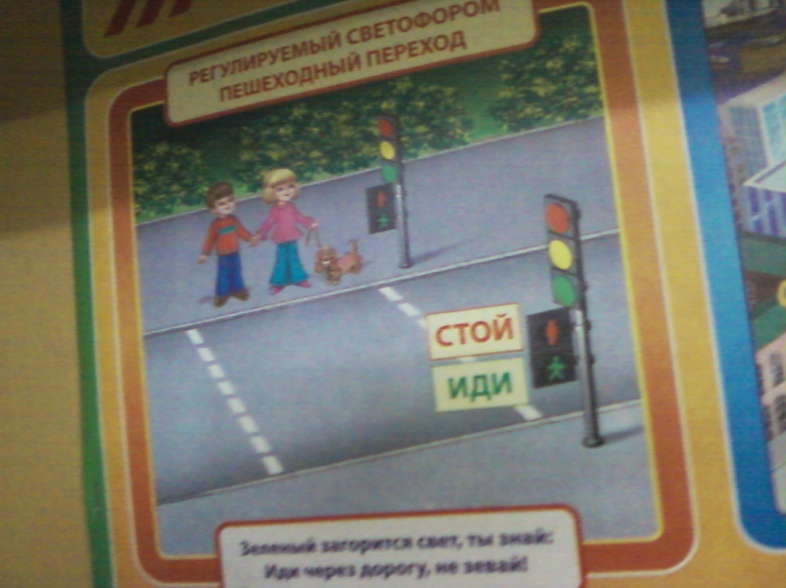 РЕГУЛИРУЕМЫЙ СВЕТОФОРОМ
ПЕШЕХОДНЫЙ ПЕРЕХОД
СТОЙ
ИДИ
Зеленый загорится свет, ты знай:
Иди через дорогу, не зевай!